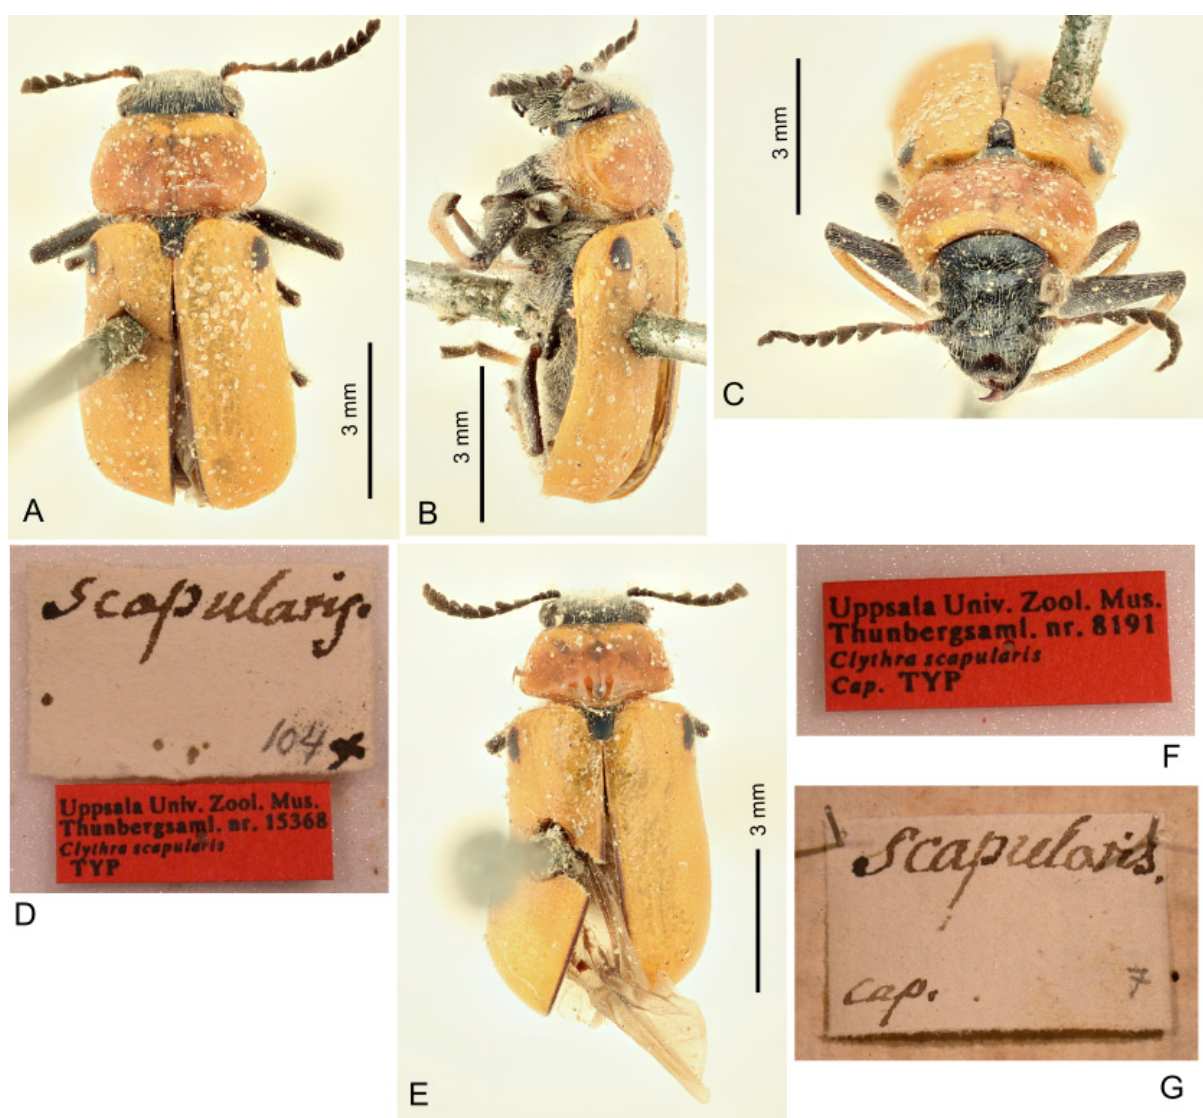 3 mm
A
3 mm
B
3 mm
C
Scapularis.
104
Uppsala Univ. Zool. Mus.
Thunbergsaml. nr. 15368
Clythra scapularis
TYP
D
3 mm
E
Uppsala Univ. Zool. Mus.
Thunbergsaml. nr. 8191
Clythra scapularis
Cap. TYP
F
Scapularis.
cap.
7
G